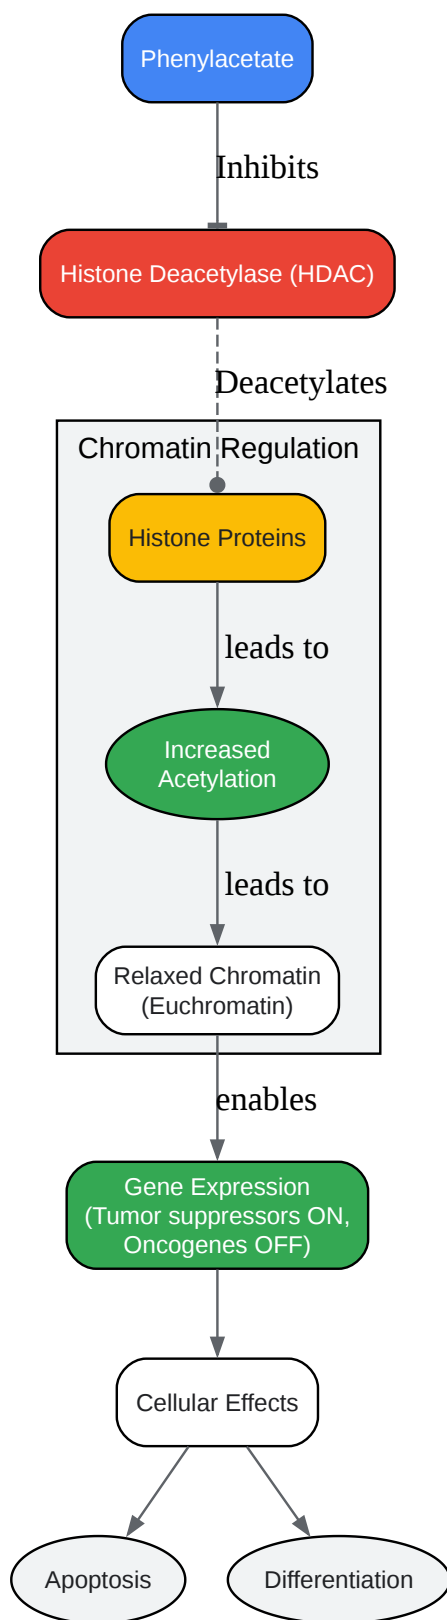 Phenylacetate
Inhibits
Histone Deacetylase (HDAC)
Deacetylates
Chromatin Regulation
Histone Proteins
leads to
Increased
Acetylation
leads to
Relaxed Chromatin
(Euchromatin)
enables
Gene Expression
(Tumor suppressors ON,
Oncogenes OFF)
Cellular Effects
Apoptosis
Differentiation